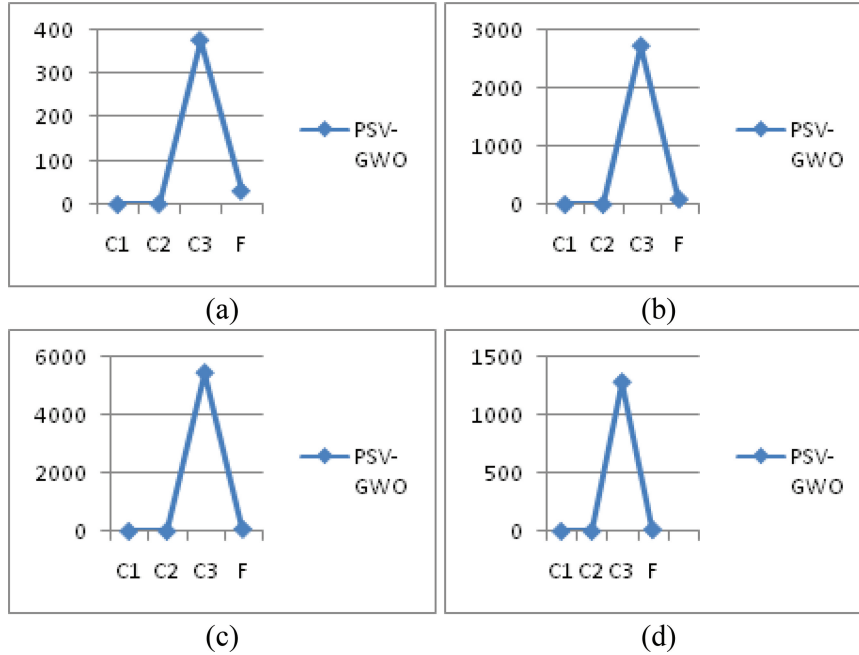 400
300
200
100
0
C1 C2 C3 F
PSV-
GWO
(a)
3000
2000
1000
0
C1 C2 C3 F
PSV-
GWO
(b)
6000
4000
2000
0
C1 C2 C3 F
PSV-
GWO
(c)
1500
1000
500
0
C1 C2 C3 F
PSV-
GWO
(d)